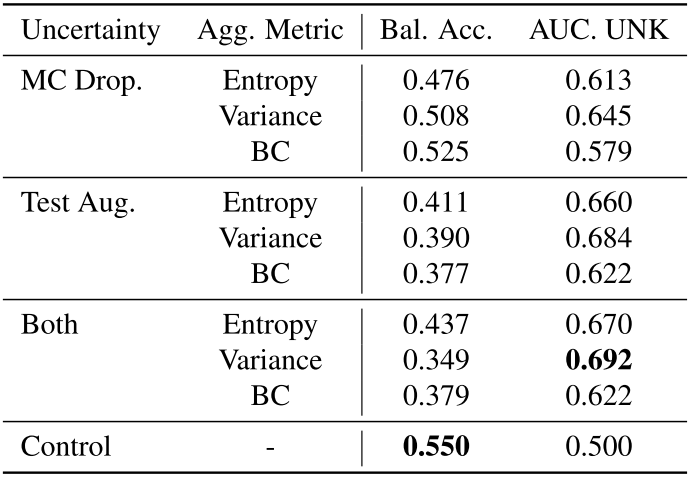 Uncertainty Agg. Metric Bal. Acc. AUC. UNK
MC Drop. Entropy 0.476 0.613
Variance 0.508 0.645
BC 0.525 0.579
Test Aug. Entropy 0.411 0.660
Variance 0.390 0.684
BC 0.377 0.622
Both Entropy 0.437 0.670
Variance 0.349 0.692
BC 0.379 0.622
Control - 0.550 0.500